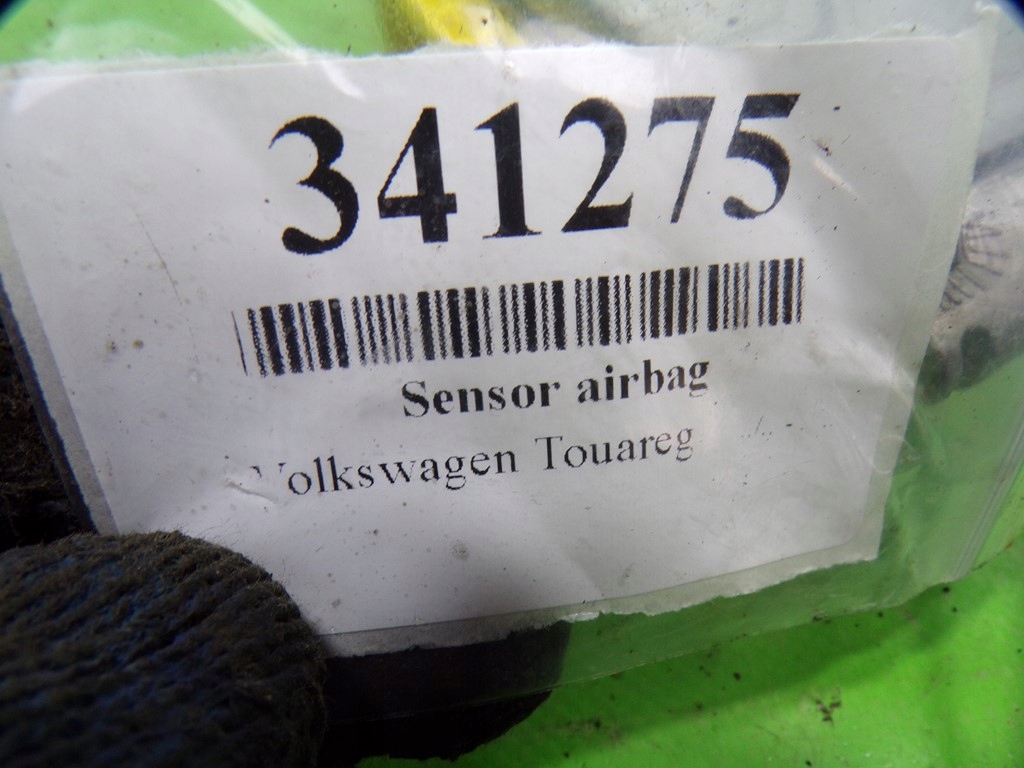 341275
Sensor airbag
Volkswagen Touareg